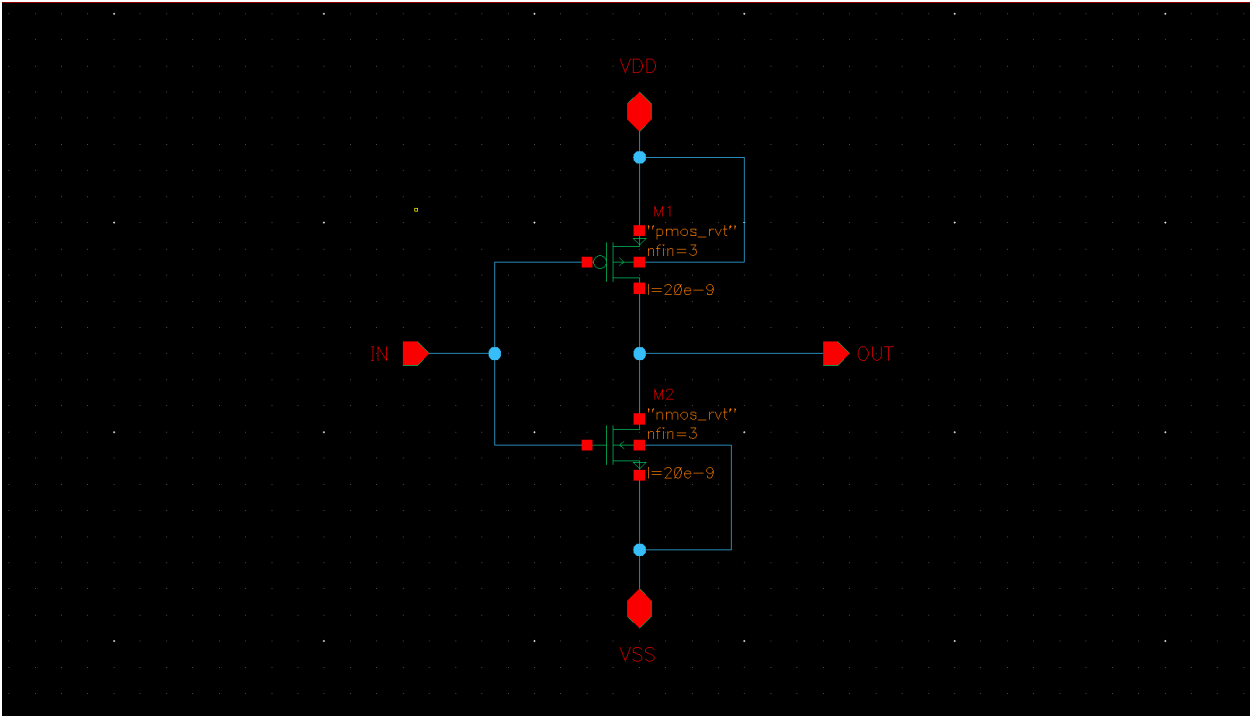 VDD
M1
"pmos_rvt"
nfin=3
l=20e-9
IN
OUT
M2
"nmos_rvt"
nfin=3
l=20e-9
VSS